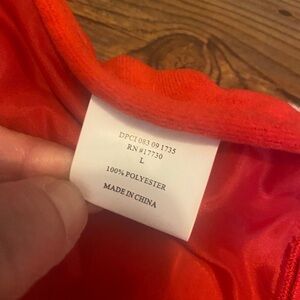 DPCI 083 09 1735
RN #17730
L
100% POLYESTER
MADE IN CHINA